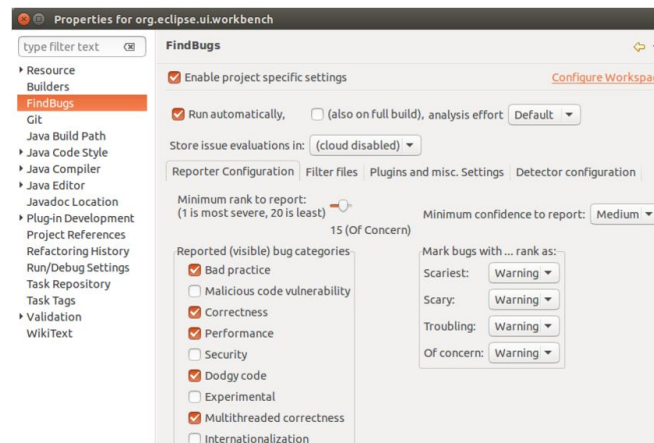 Properties for org.eclipse.ui.workbench
type filter text
FindBugs
Resource
Builders
FindBugs
Git
Java Build Path
Java Code Style
Java Compiler
Java Editor
Javadoc Location
Plug-in Development
Project References
Refactoring History
Run/Debug Settings
Task Repository
Task Tags
Validation
WikiText
Enable project specific settings
Configure Workspac
Run automatically, (also on full build), analysis effort Default
Store issue evaluations in: (cloud disabled)
Reporter Configuration Filter files Plugins and misc. Settings Detector configuration
Minimum rank to report:
(1 is most severe, 20 is least)
15 (Of Concern)
Minimum confidence to report: Medium
Reported (visible) bug categories
Bad practice
Malicious code vulnerability
Correctness
Performance
Security
Dodgy code
Experimental
Multithreaded correctness
Internationalization
Mark bugs with ... rank as:
Scariest: Warning
Scary: Warning
Troubling: Warning
Of concern: Warning